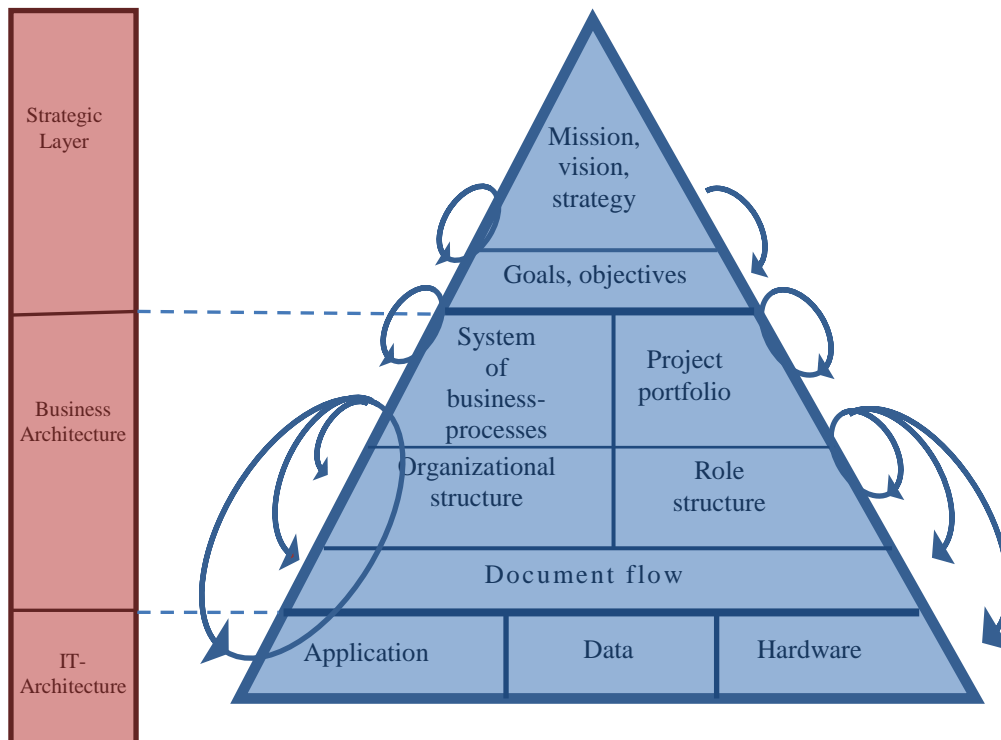 Strategic
Layer
Business
Architecture
IT-
Architecture
Mission,
vision,
strategy
Goals, objectives
System
of
business-
processes
Project
portfolio
Organizational
structure
Role
structure
Document flow
Application
Data
Hardware